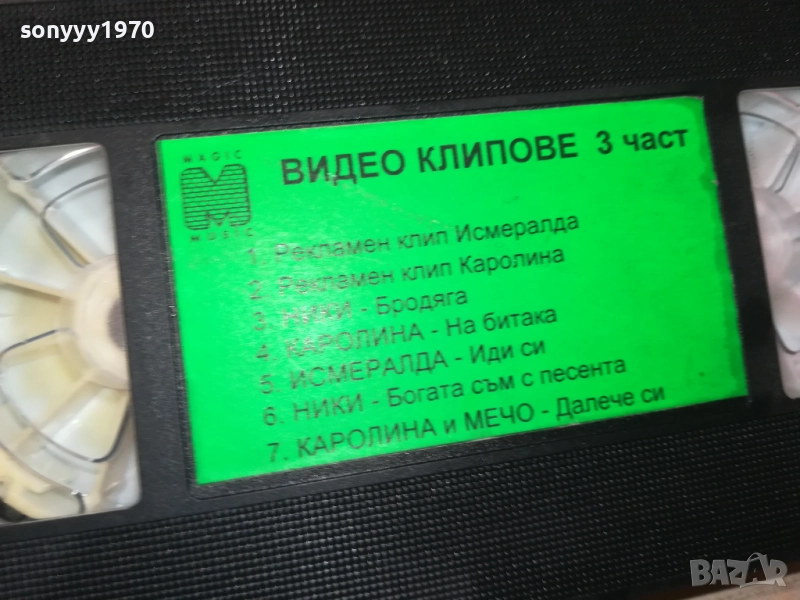 sonyyy1970
MAGIC
MUSIC
ВИДЕО КЛИПОВЕ 3 част
1. Рекламен клип Исмералда
2. Рекламен клип Каролина
3. НИКИ - Бродяга
4. КАРОЛИНА - На битака
5. ИСМЕРАЛДА - Иди си
6. НИКИ - Богата съм с песента
7. КАРОЛИНА и МЕЧО - Далече си
BAZAR